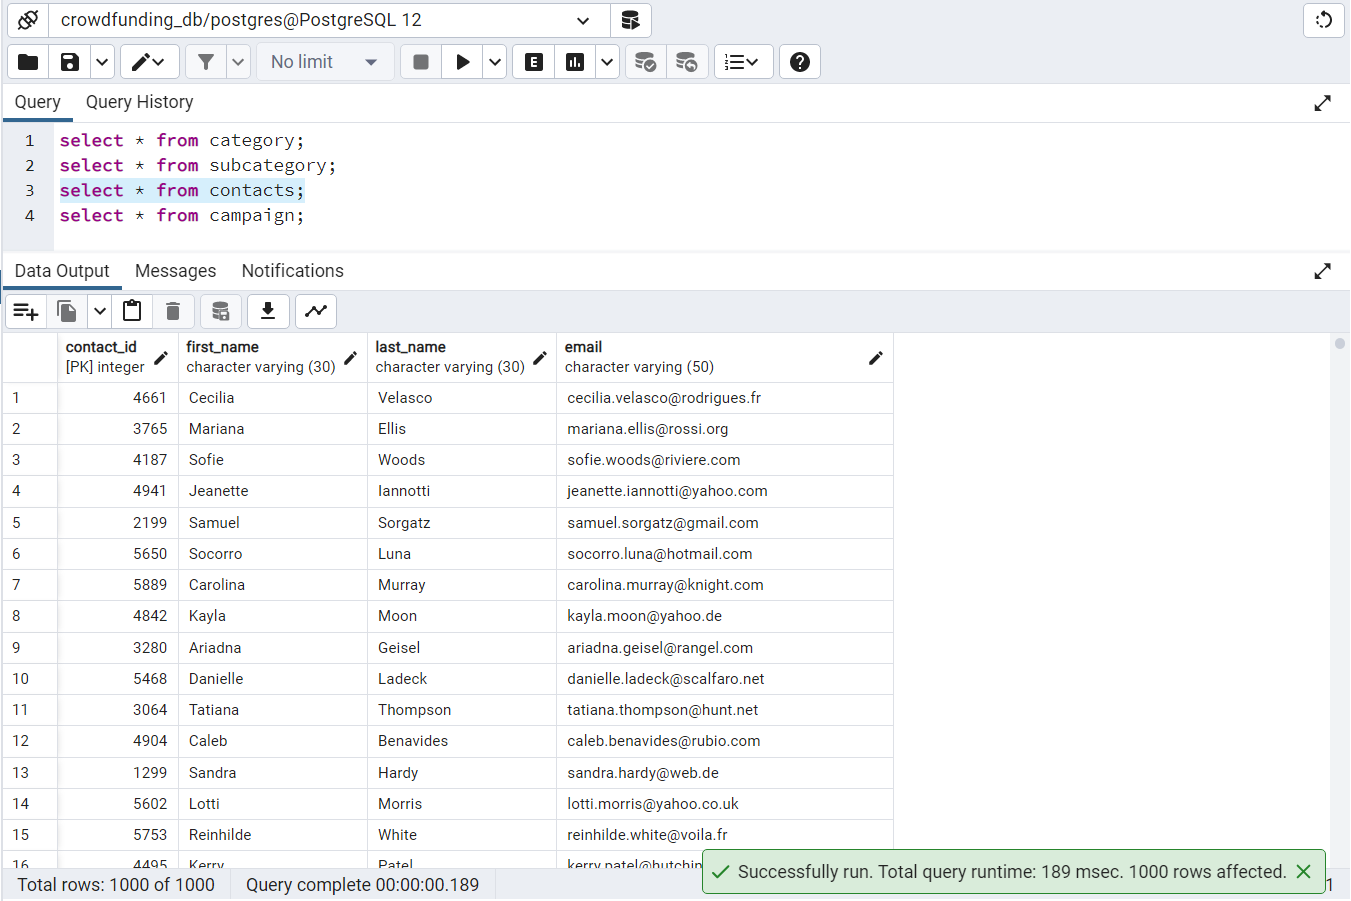 crowdfunding_db/postgres@PostgreSQL 12
No limit
E
Query Query History
1 select * from category;
2 select * from subcategory;
3 select * from contacts;
4 select * from campaign;
Data Output Messages Notifications
contact_id first_name last_name email
[PK] integer character varying (30) character varying (30) character varying (50)
1 4661 Cecilia Velasco cecilia.velasco@rodrigues.fr
2 3765 Mariana Ellis mariana.ellis@rossi.org
3 4187 Sofie Woods sofie.woods@riviere.com
4 4941 Jeanette Iannotti jeanette.iannotti@yahoo.com
5 2199 Samuel Sorgatz samuel.sorgatz@gmail.com
6 5650 Socorro Luna socorro.luna@hotmail.com
7 5889 Carolina Murray carolina.murray@knight.com
8 4842 Kayla Moon kayla.moon@yahoo.de
9 3280 Ariadna Geisel ariadna.geisel@rangel.com
10 5468 Danielle Ladeck danielle.ladeck@scalfaro.net
11 3064 Tatiana Thompson tatiana.thompson@hunt.net
12 4904 Caleb Benavides caleb.benavides@rubio.com
13 1299 Sandra Hardy sandra.hardy@web.de
14 5602 Lotti Morris lotti.morris@yahoo.co.uk
15 5753 Reinhilde White reinhilde.white@voila.fr
16 4495 Kerry Patel
Successfully run. Total query runtime: 189 msec. 1000 rows affected.
Total rows: 1000 of 1000 Query complete 00:00:00.189 1